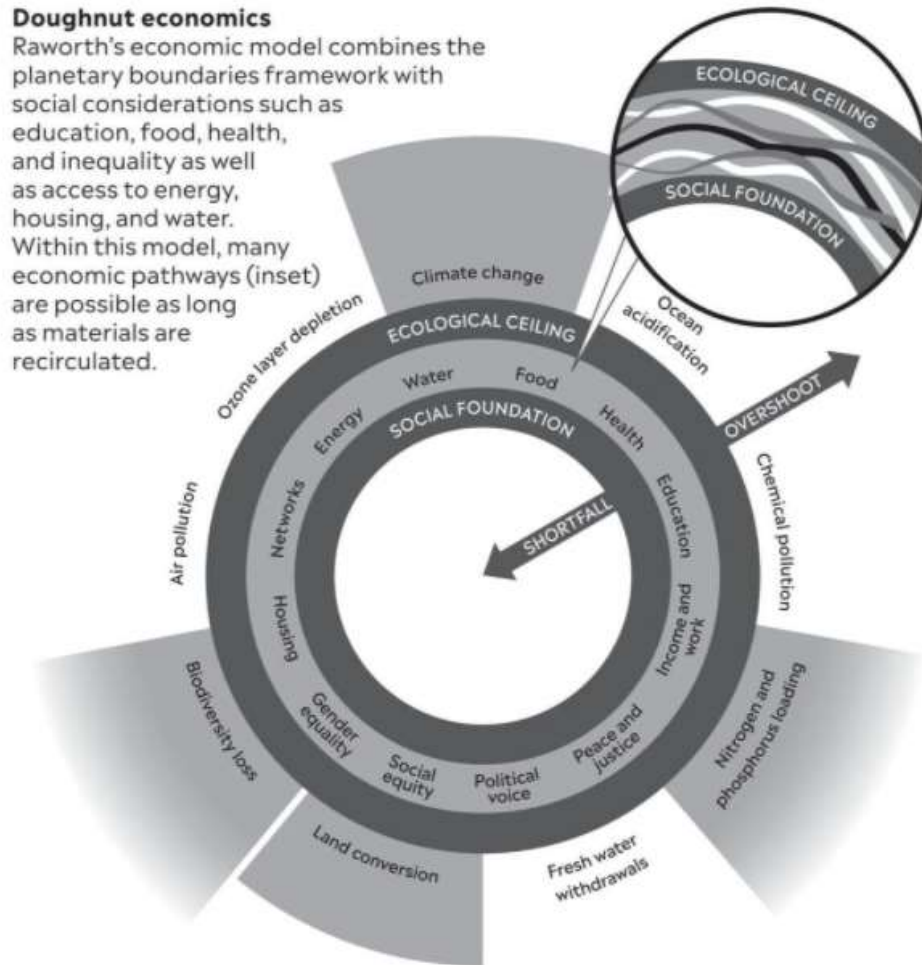 Doughnut economics
Raworth’s economic model combines the
planetary boundaries framework with
social considerations such as
education, food, health,
and inequality as well
as access to energy,
housing, and water.
Within this model, many
economic pathways (inset)
are possible as long
as materials are
recirculated.
ECOLOGICAL CEILING
SOCIAL FOUNDATION
Climate change
Ocean
acidification
Chemical pollution
Nitrogen and
phosphorus loading
Fresh water
withdrawals
Land conversion
Biodiversity loss
Air pollution
Ozone layer depletion
ECOLOGICAL CEILING
OVERSHOOT
Water
Food
Health
Education
Income and
work
Peace and
justice
Political
voice
Social
equity
Gender
equality
Housing
Networks
Energy
SOCIAL FOUNDATION
SHORTFALL